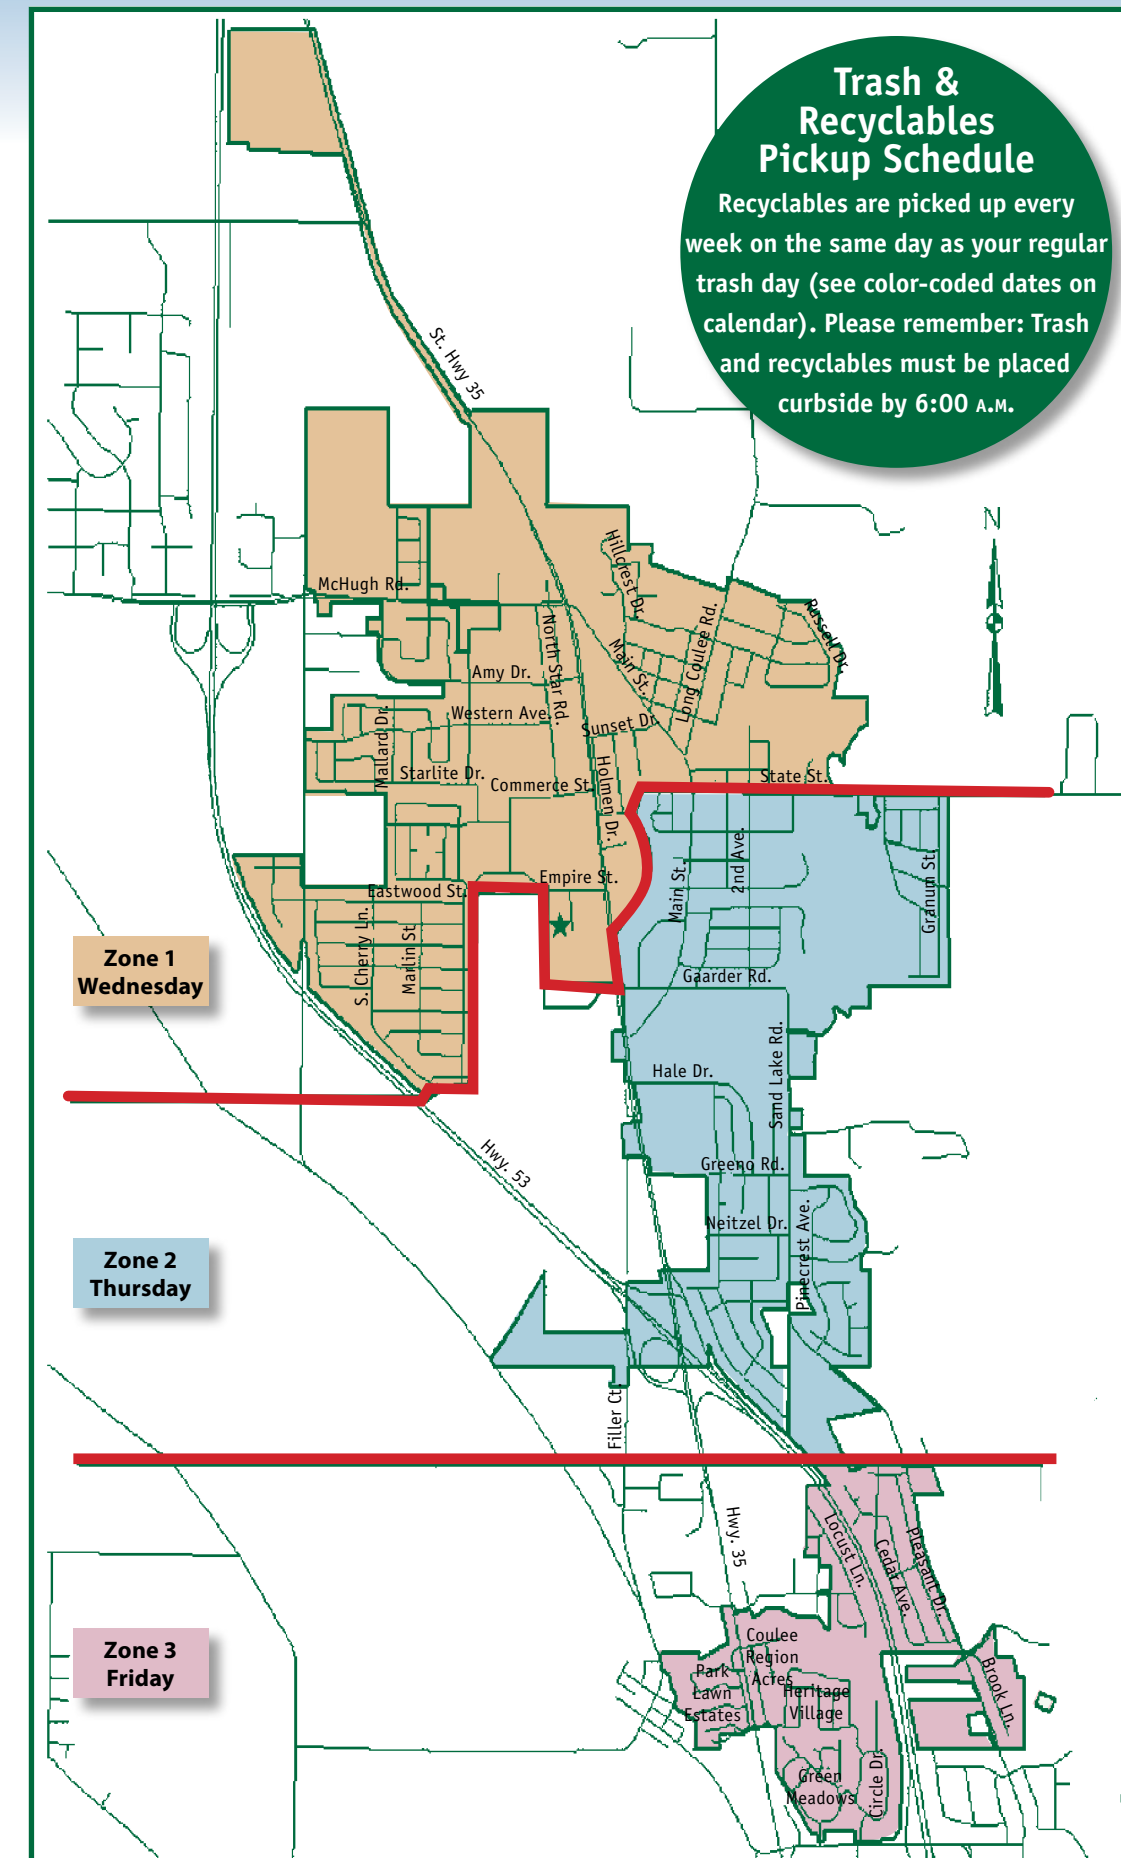 Trash &
Recyclables
Pickup Schedule
Recyclables are picked up every
week on the same day as your regular
trash day (see color-coded dates on
calendar). Please remember: Trash
and recyclables must be placed
curbside by 6:00 A.M.
St. Hwy 35
N
Hillcrest Dr.
McHugh Rd.
Russell Dr.
Long Coulee Rd.
North Star Rd.
Main St.
Amy Dr.
Western Ave.
Sunset Dr.
Mallard Dr.
Starlite Dr.
Commerce St.
Holmen Dr.
State St.
2nd Ave.
Main St.
Granum St.
Empire St.
Eastwood St.
S. Cherry Ln.
Marlin St.
Zone 1
Wednesday
Gaarder Rd.
Sand Lake Rd.
Hale Dr.
Hwy. 53
Greeno Rd.
Neitzel Dr.
Pinecrest Ave.
Zone 2
Thursday
Filler Ct.
Hwy. 35
Locust Ln.
Cedar Ave.
Pleasant Dr.
Zone 3
Friday
Coulee
Region
Acres
Park
Lawn
Estates
Heritage
Village
Brook Ln.
Green
Meadows
Circle Dr.